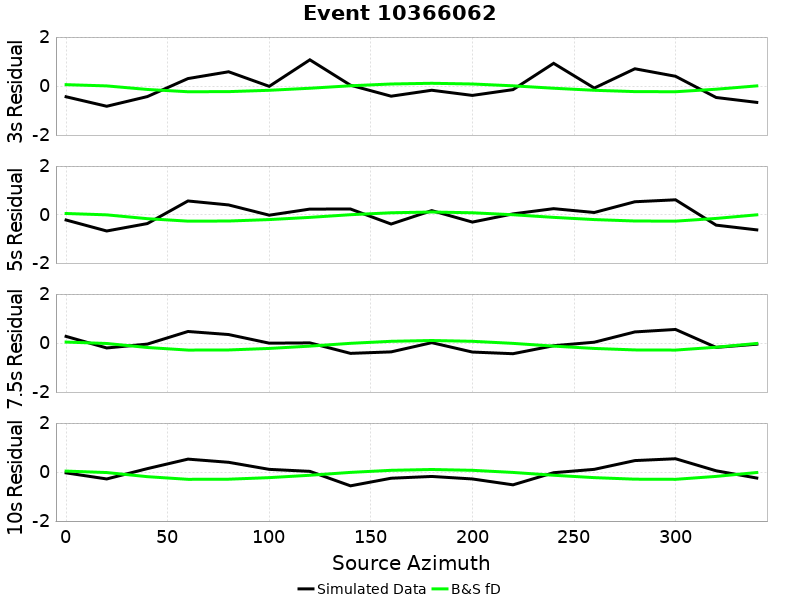 Event 10366062
3s Residual
2
0
-2
5s Residual
2
0
-2
7.5s Residual
2
0
-2
10s Residual
2
0
-2
0 50 100 150 200 250 300
Source Azimuth
Simulated Data B&S fD